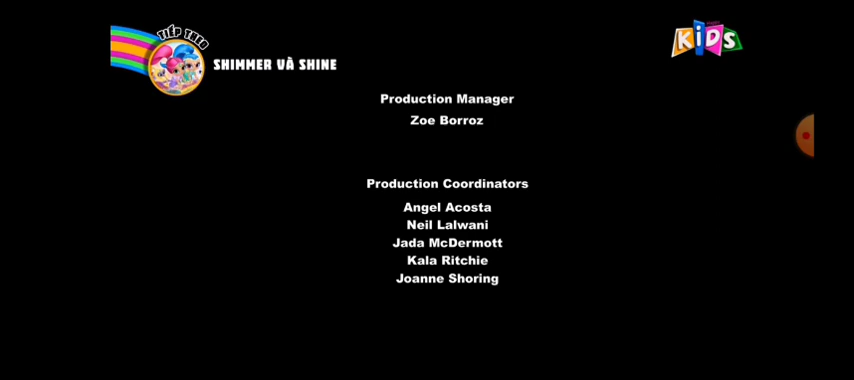 TIẾP THEO
SHIMMER VÀ SHINE
KiDS
Production Manager
Zoe Borroz
Production Coordinators
Angel Acosta
Neil Lalwani
Jada McDermott
Kala Ritchie
Joanne Shoring